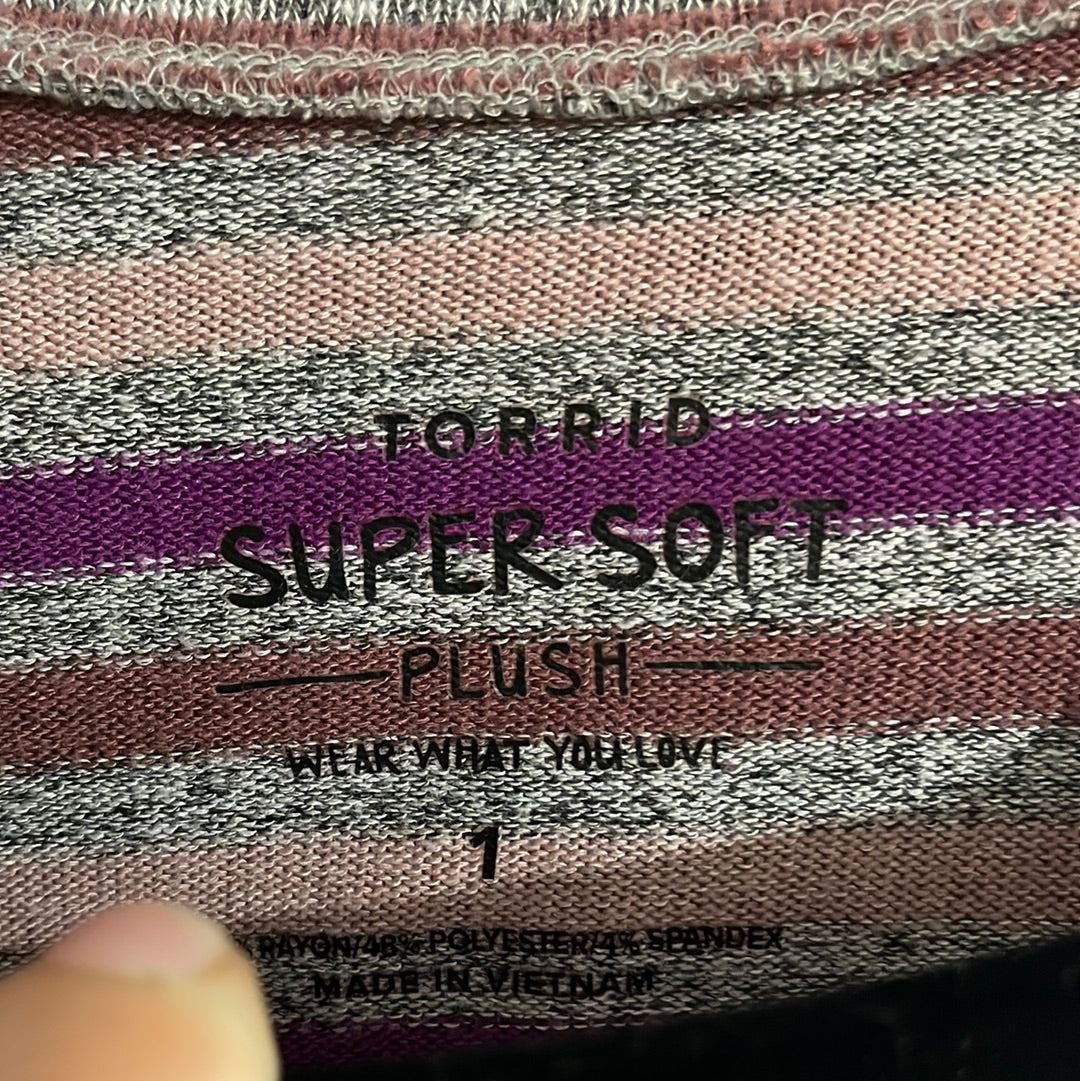 TORRID
SUPER SOFT
PLUSH
WEAR WHAT YOU LOVE
1
% RAYON/48% POLYESTER/4% SPANDEX
MADE IN VIETNAM